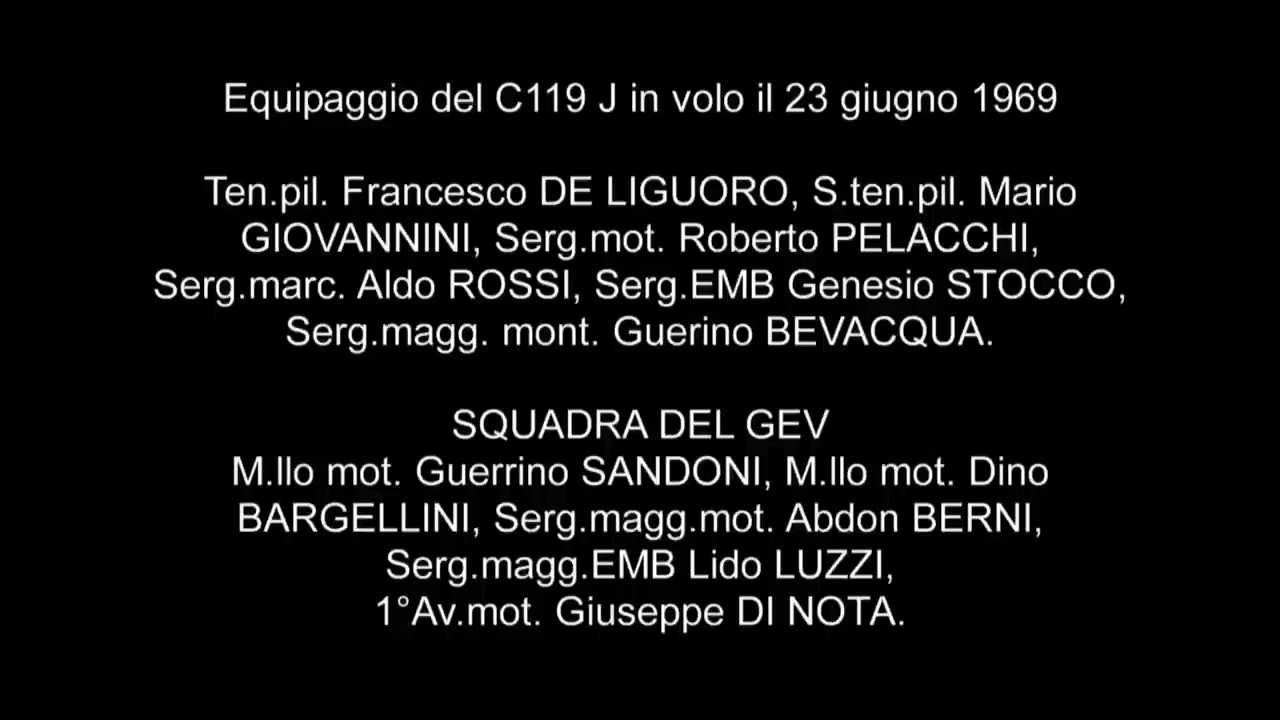 Equipaggio del C119 J in volo il 23 giugno 1969
Ten.pil. Francesco DE LIGUORO, S.ten.pil. Mario
GIOVANNINI, Serg.mot. Roberto PELACCHI,
Serg.marc. Aldo ROSSI, Serg.EMB Genesio STOCCO,
Serg.magg. mont. Guerino BEVACQUA.
SQUADRA DEL GEV
M.llo mot. Guerrino SANDONI, M.llo mot. Dino
BARGELLINI, Serg.magg.mot. Abdon BERNI,
Serg.magg.EMB Lido LUZZI,
1°Av.mot. Giuseppe DI NOTA.